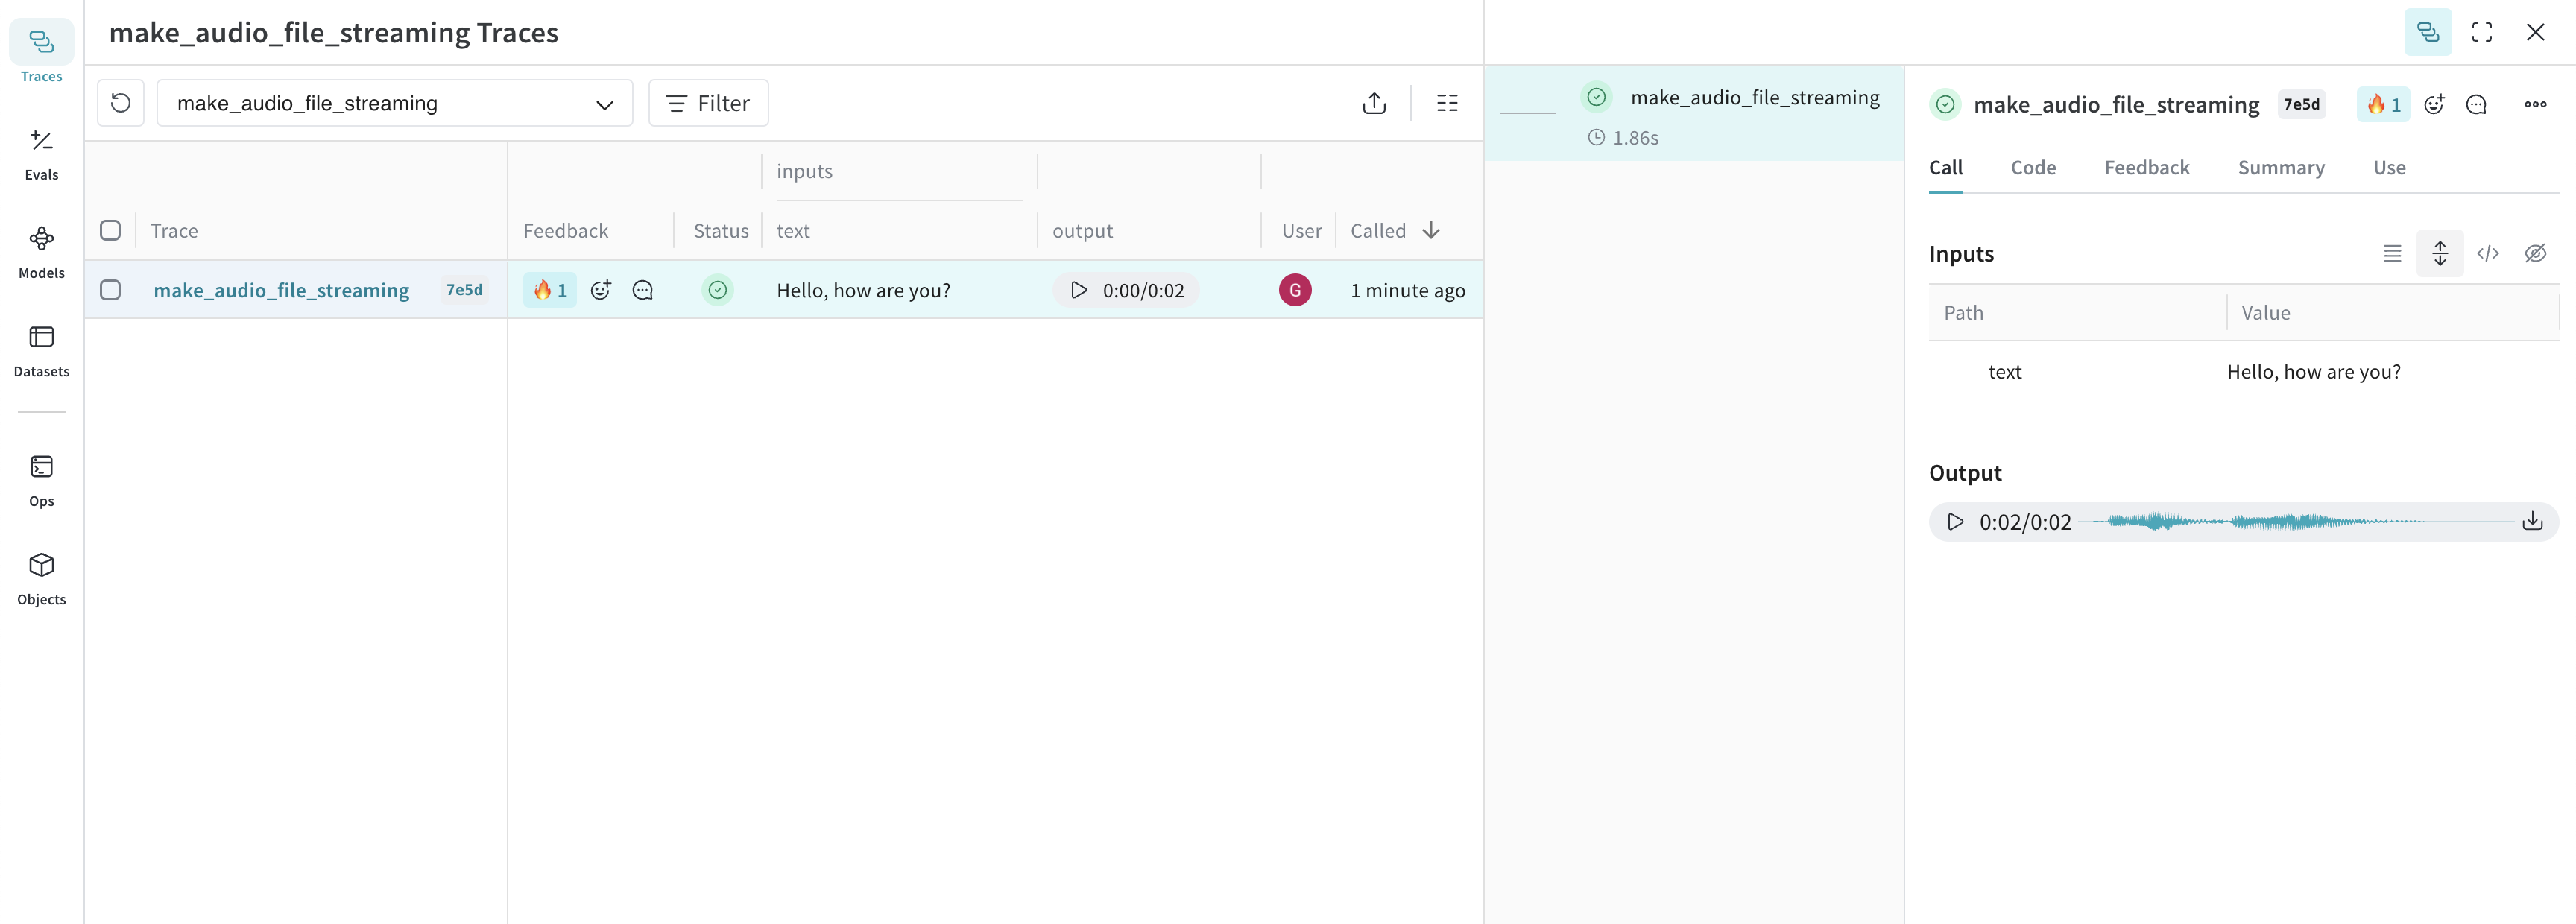 Traces
Evals
Models
Datasets
Ops
Objects
make_audio_file_streaming Traces
make_audio_file_streaming
Filter
inputs
Trace Feedback Status text output User Called
make_audio_file_streaming 7e5d 1 Hello, how are you? 0:00/0:02 G 1 minute ago
make_audio_file_streaming
1.86s
make_audio_file_streaming 7e5d 1
Call Code Feedback Summary Use
Inputs
Path Value
text Hello, how are you?
Output
0:02/0:02